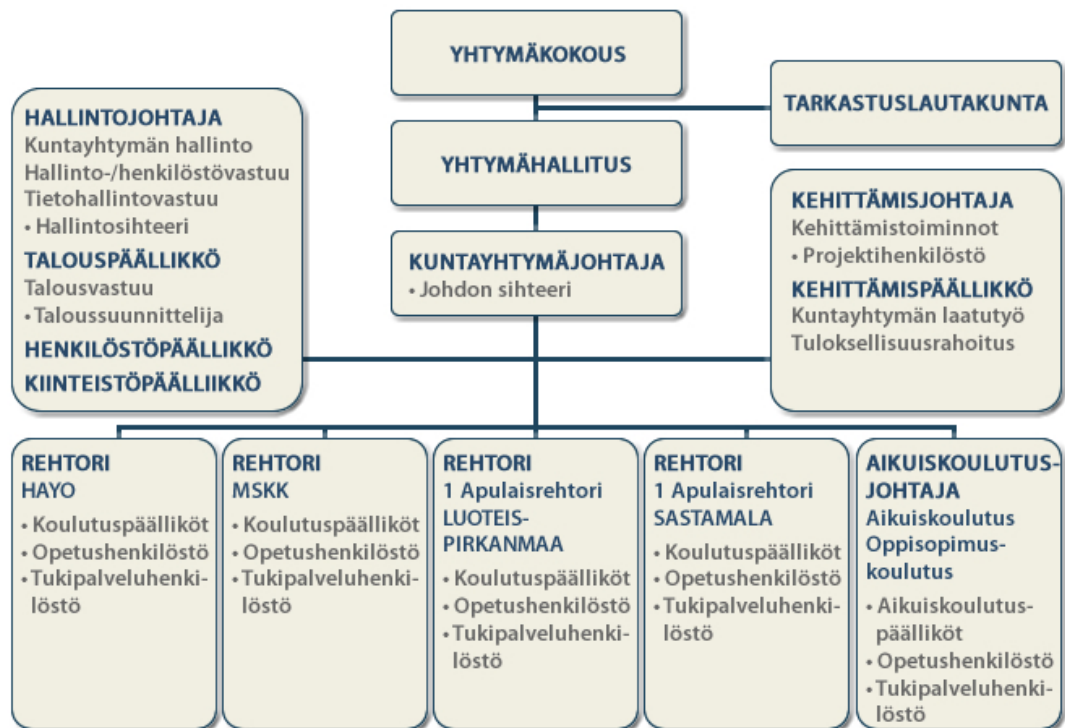 YHTYMÄKOKOUS
TARKASTUSLAUTAKUNTA
YHTYMÄHALLITUS
HALLINTOJOHTAJA
Kuntayhtymän hallinto
Hallinto-/henkilöstövastuu
Tietohallintovastuu
• Hallintosihteeri
TALOUSPÄÄLLIKKÖ
Talousvastuu
• Taloussuunnittelija
HENKILÖSTÖPÄÄLLIKKÖ
KIINTEISTÖPÄÄLLIIKKÖ
KUNTAYHTYMÄJOHTAJA
• Johdon sihteeri
KEHITTÄMISJOHTAJA
Kehittämistoiminnot
• Projektihenkilöstö
KEHITTÄMISPÄÄLLIKKÖ
Kuntayhtymän laatutyö
Tuloksellisuusrahoitus
REHTORI
HAYO
• Koulutuspäälliköt
• Opetushenkilöstö
• Tukipalveluhenki-
löstö
REHTORI
MSKK
• Koulutuspäälliköt
• Opetushenkilöstö
• Tukipalveluhenki-
löstö
REHTORI
1 Apulaisrehtori
LUOTEIS-
PIRKANMAA
• Koulutuspäälliköt
• Opetushenkilöstö
• Tukipalveluhenki-
löstö
REHTORI
1 Apulaisrehtori
SASTAMALA
• Koulutuspäälliköt
• Opetushenkilöstö
• Tukipalveluhenki-
löstö
AIKUISKOULUTUS-
JOHTAJA
Aikuiskoulutus
Oppisopimus-
koulutus
• Aikuiskoulutus-
päälliköt
• Opetushenkilöstö
• Tukipalveluhenki-
löstö